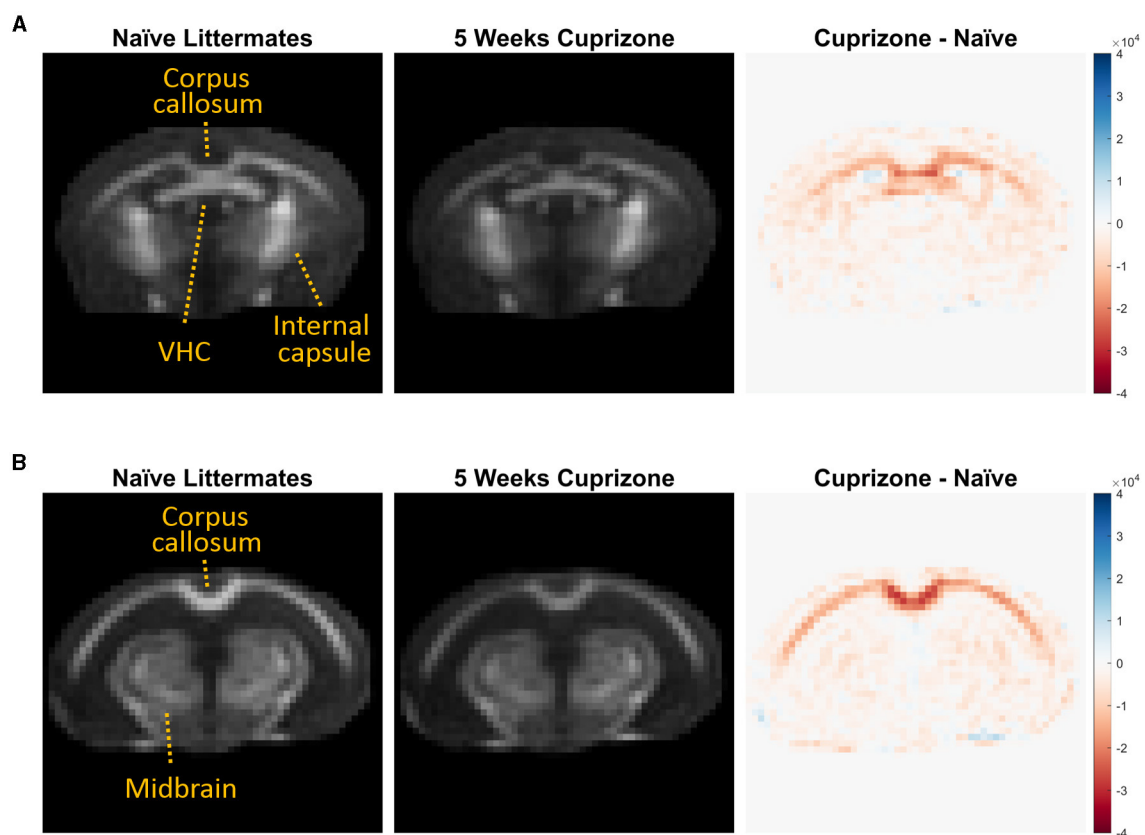 A
Naïve Littermates
5 Weeks Cuprizone
Cuprizone - Naïve
Corpus
callosum
VHC
Internal
capsule
×10⁴
4
3
2
1
0
-1
-2
-3
-4
B
Naïve Littermates
5 Weeks Cuprizone
Cuprizone - Naïve
Corpus
callosum
Midbrain
×10⁴
4
3
2
1
0
-1
-2
-3
-4